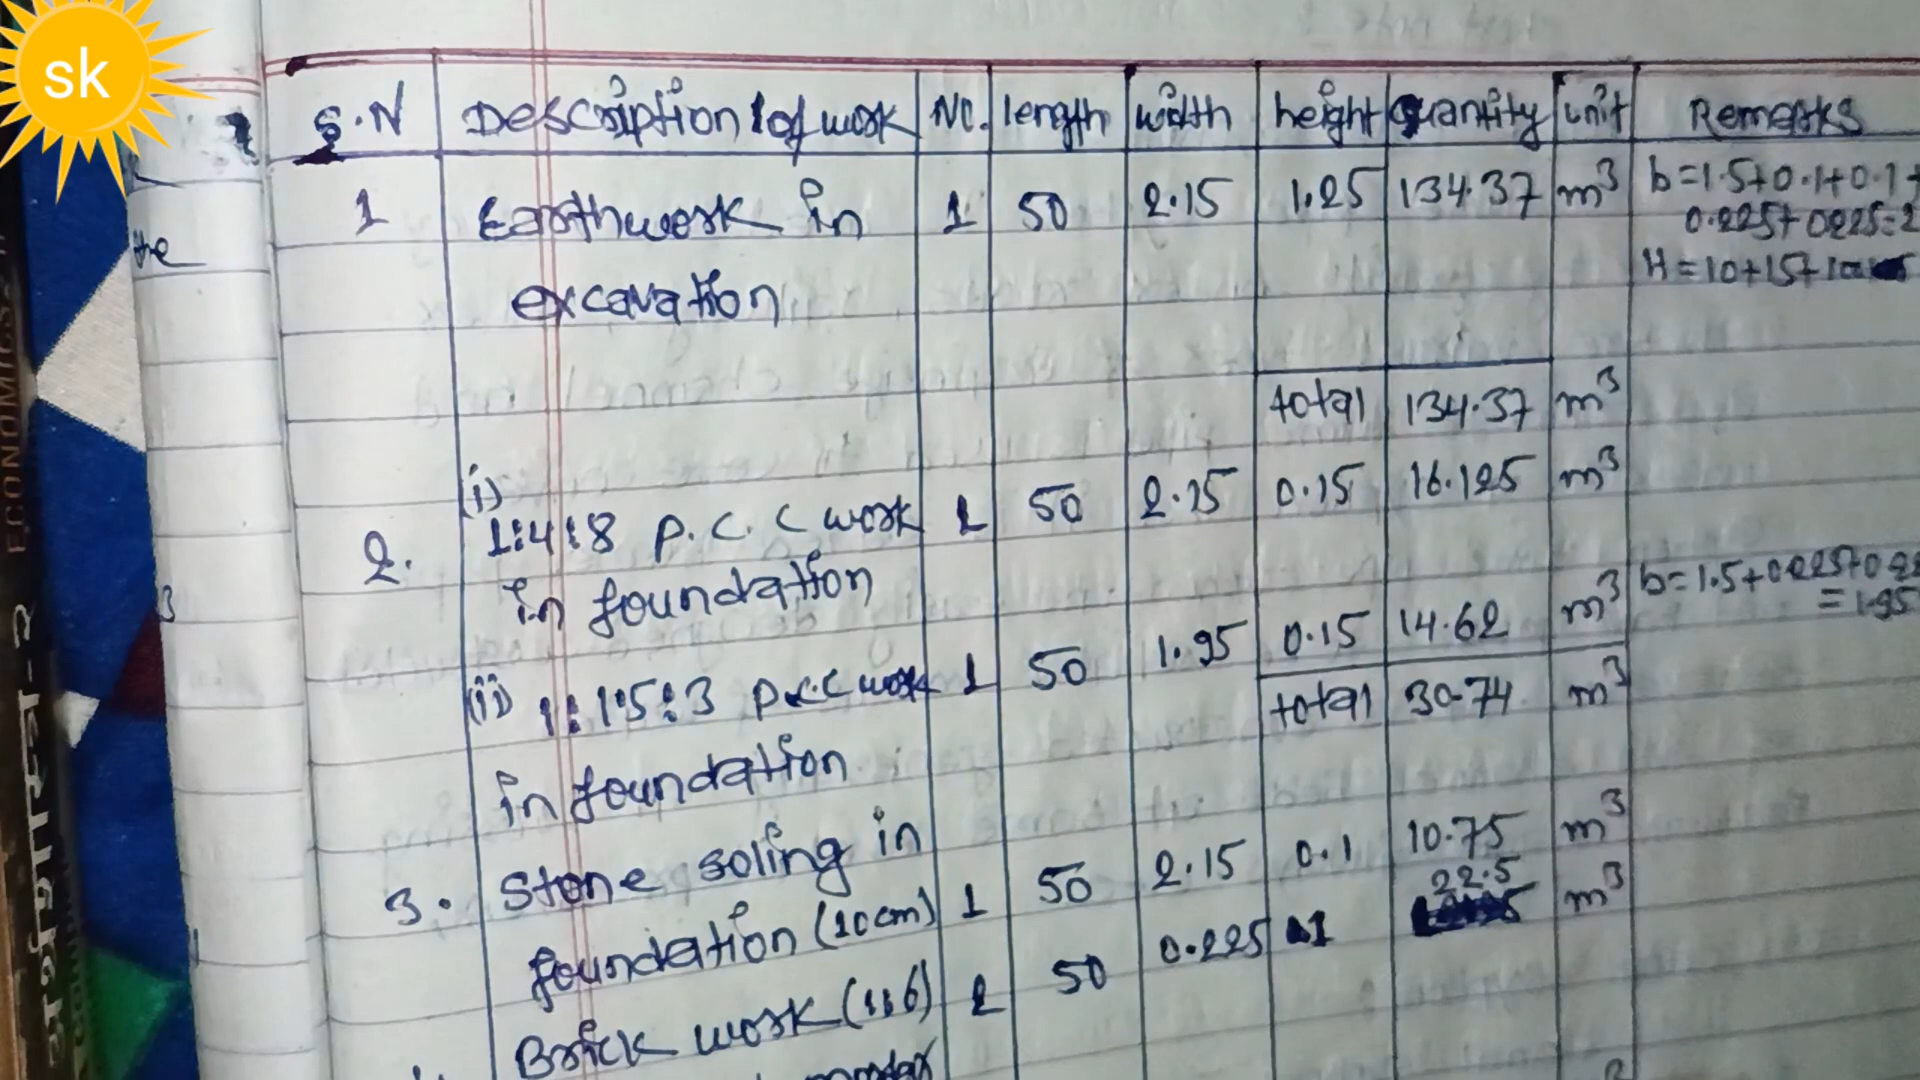 sk
S.N Description of work No. length width height quantity unit Remarks
1 Earthwork in excavation 1 50 2.15 1.25 134.37 m³ b=1.5+0.1+0.1+
0.225+0.225=2
H=10+15+10
total 134.37 m³
2. (i) 1:4:8 P.C.C work in foundation 1 50 2.15 0.15 16.125 m³
(ii) 1:1.5:3 P.C.C work in foundation 1 50 1.95 0.15 14.62 m³ b=1.5+0.225+0.22
=1.95
total 30.74 m³
3. Stone soling in foundation (10cm) 1 50 2.15 0.1 10.75 m³
Brick work (1:6) 2 50 0.225 1 22.5 m³
the
ECONOMICS